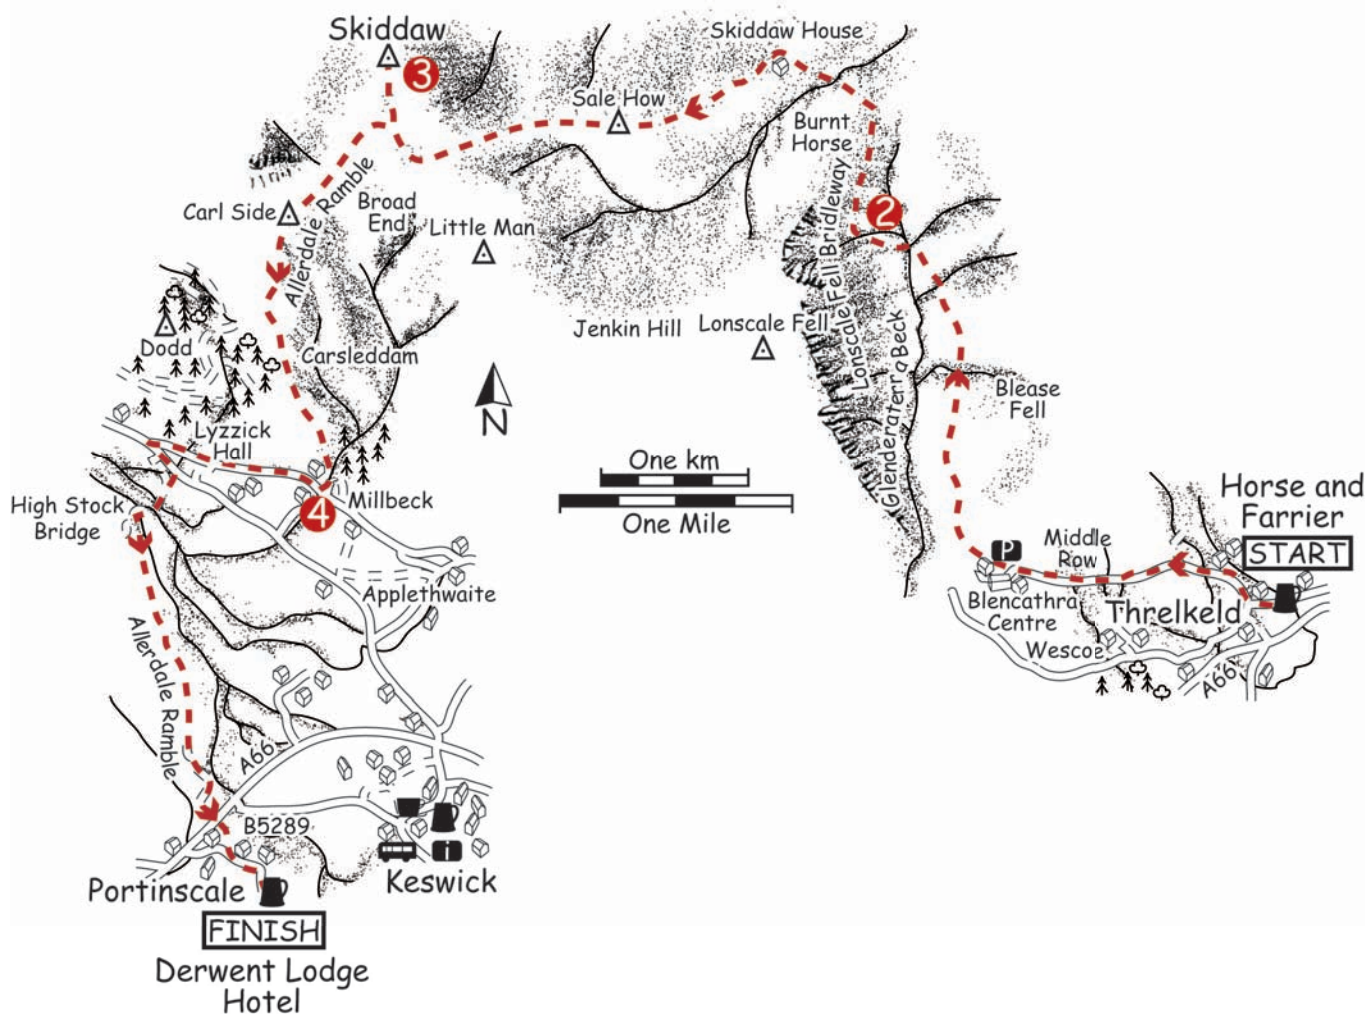 Skiddaw
3
Skiddaw House
Sale How
Burnt
Horse
Allerdale Ramble
Broad
End
Carl Side
Little Man
2
Lonscale Fell Bridleway
Glenderaterra Beck
Dodd
Carsleddam
Jenkin Hill
Lonscale Fell
N
Blease
Fell
Lyzzick
Hall
One km
One Mile
High Stock
Bridge
Millbeck
4
Horse and
Farrier
START
P
Middle
Row
Blencathra
Centre
Threlkeld
Wescoe
A66
Applethwaite
Allerdale Ramble
A66
B5289
i
Portinscale
Keswick
FINISH
Derwent Lodge
Hotel